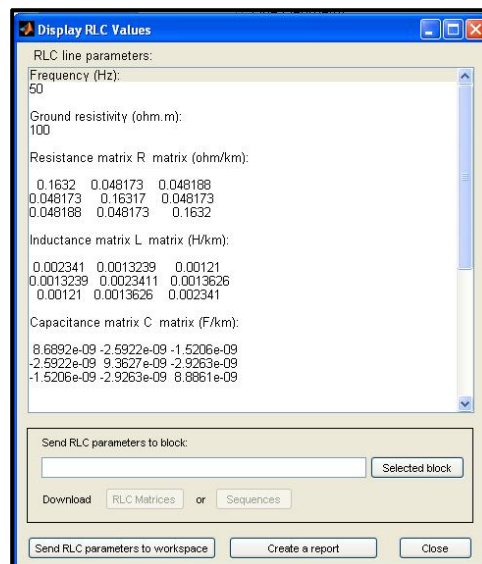 Display RLC Values
RLC line parameters:
Frequency (Hz):
50
Ground resistivity (ohm.m):
100
Resistance matrix R matrix (ohm/km):
0.1632 0.048173 0.048188
0.048173 0.16317 0.048173
0.048188 0.048173 0.1632
Inductance matrix L matrix (H/km):
0.002341 0.0013239 0.00121
0.0013239 0.0023411 0.0013626
0.00121 0.0013626 0.002341
Capacitance matrix C matrix (F/km):
8.6892e-09 -2.5922e-09 -1.5206e-09
-2.5922e-09 9.3627e-09 -2.9263e-09
-1.5206e-09 -2.9263e-09 8.8861e-09
Send RLC parameters to block:
Selected block
Download RLC Matrices or Sequences
Send RLC parameters to workspace Create a report Close